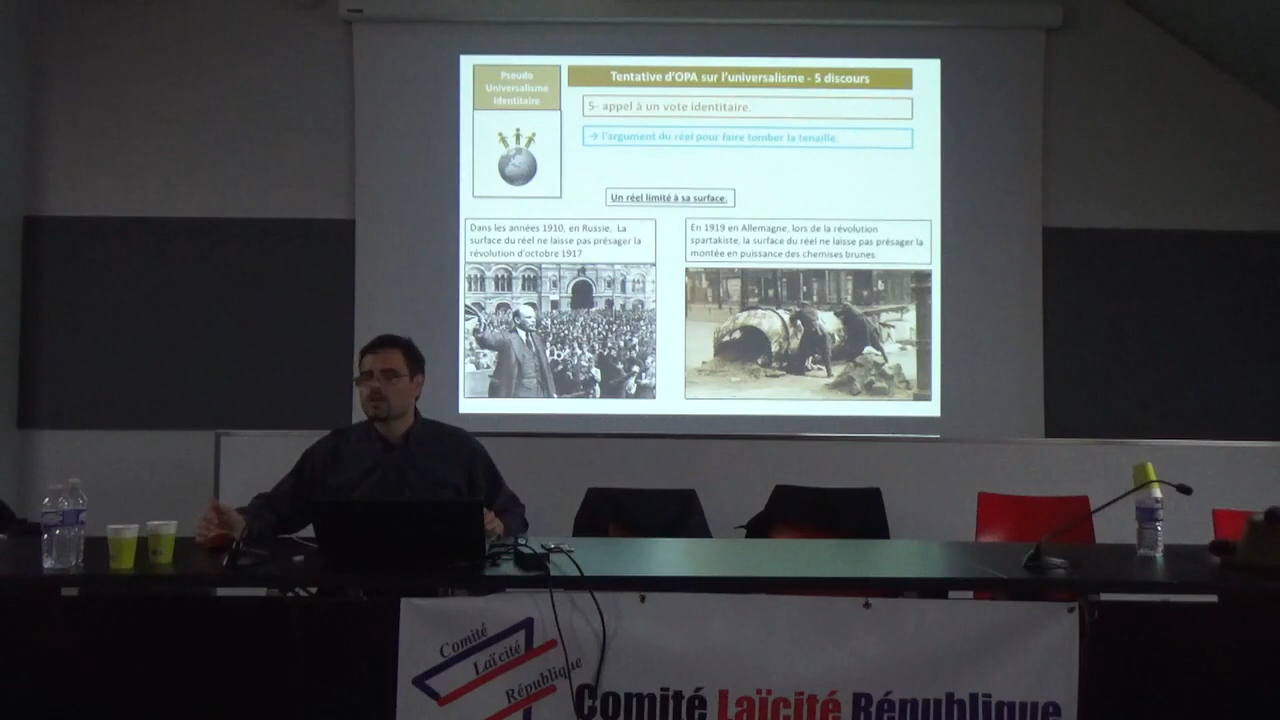 Pseudo
Universalisme
identitaire
Tentative d'OPA sur l'universalisme - 5 discours
5- appel à un vote identitaire.
→ l'argument du réel pour faire tomber la tenaille.
Un réel limité à sa surface.
Dans les années 1910, en Russie. La
surface du réel ne laisse pas présager la
révolution d'octobre 1917
En 1919 en Allemagne, lors de la révolution
spartakiste, la surface du réel ne laisse pas présager la
montée en puissance des chemises brunes.
Comité
Laïcité
République
Comité Laïcité République